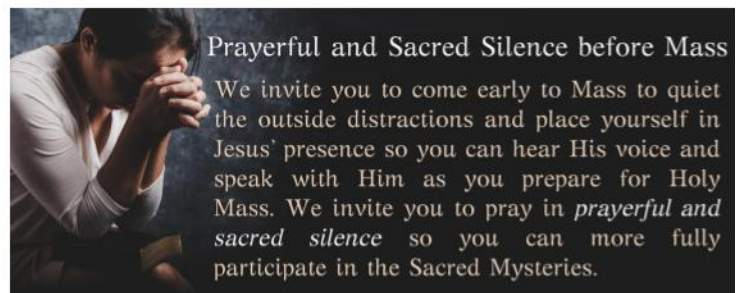 Prayerful and Sacred Silence before Mass
We invite you to come early to Mass to quiet
the outside distractions and place yourself in
Jesus' presence so you can hear His voice and
speak with Him as you prepare for Holy
Mass. We invite you to pray in prayerful and
sacred silence so you can more fully
participate in the Sacred Mysteries.